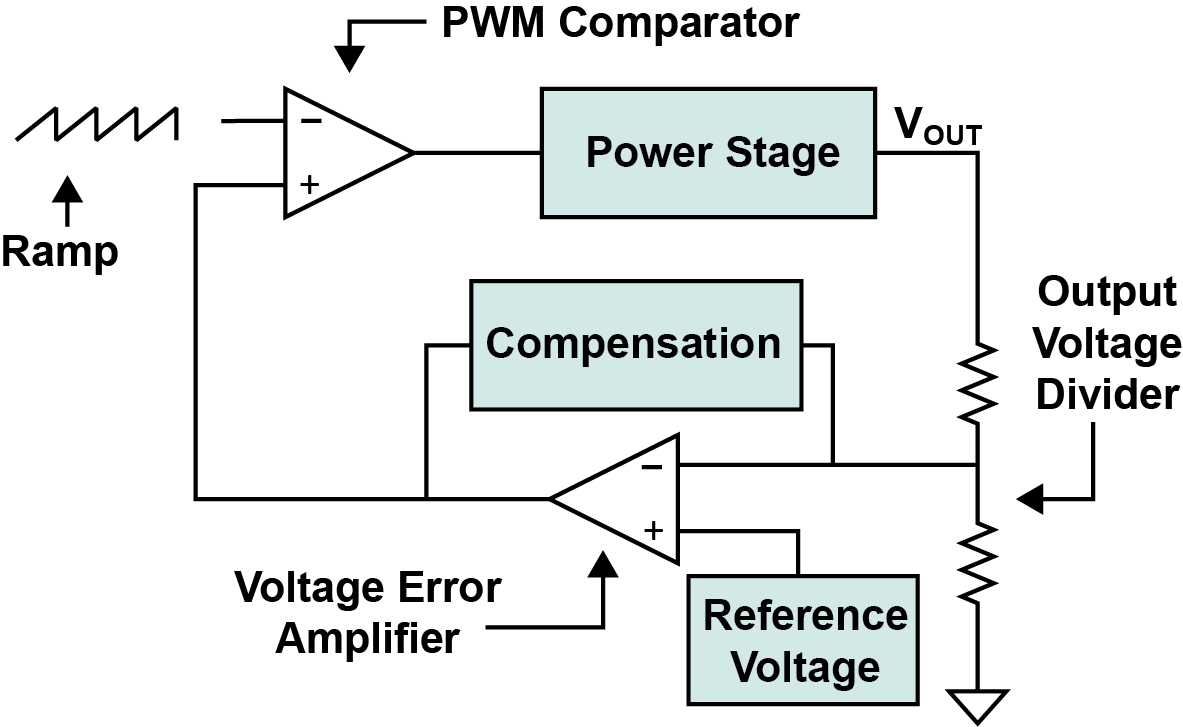 PWM Comparator
−
+
Ramp
Power Stage
VOUT
Compensation
Output
Voltage
Divider
−
+
Voltage Error
Amplifier
Reference
Voltage